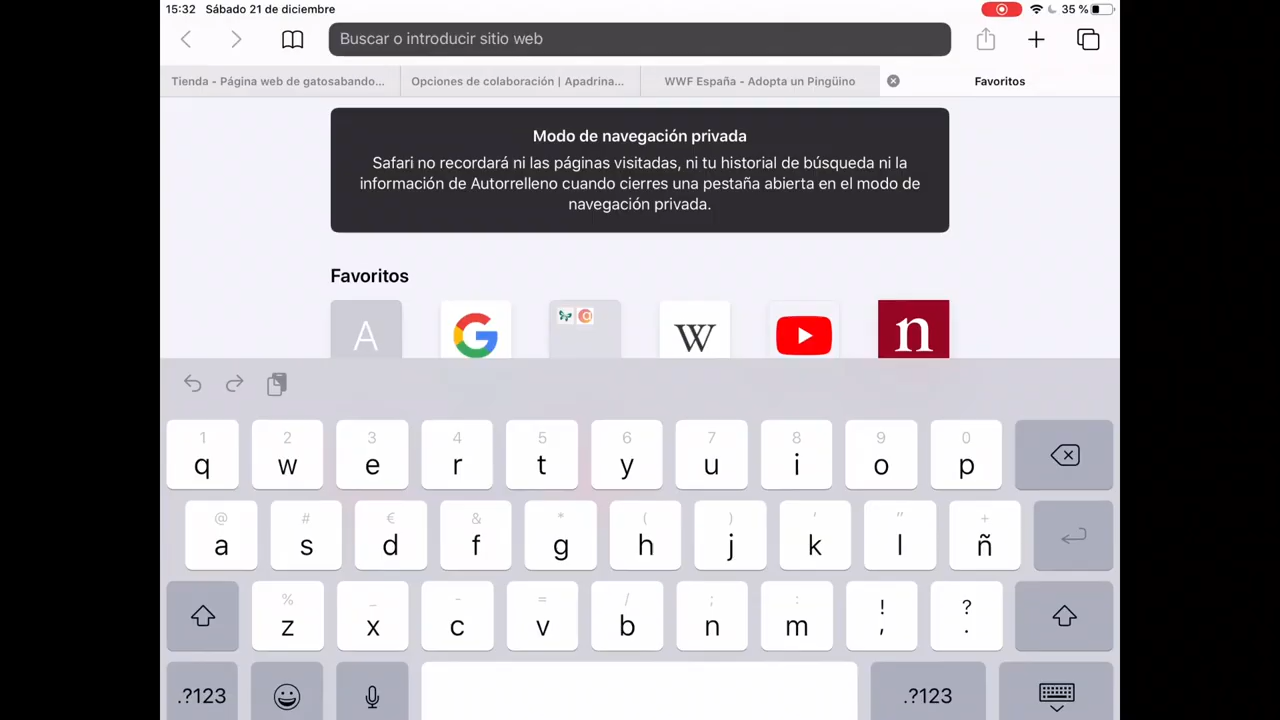 15:32 Sábado 21 de diciembre 35 %
Buscar o introducir sitio web
Tienda - Página web de gatosabando... Opciones de colaboración | Apadrina... WWF España - Adopta un Pingüino Favoritos
Modo de navegación privada
Safari no recordará ni las páginas visitadas, ni tu historial de búsqueda ni la
información de Autorrelleno cuando cierres una pestaña abierta en el modo de
navegación privada.
Favoritos
A G W n
1 2 3 4 5 6 7 8 9 0
q w e r t y u i o p
@ # € & * ( ) ' " +
a s d f g h j k l ñ
% _ - = / ; : ! ?
z x c v b n m , .
.?123 .?123